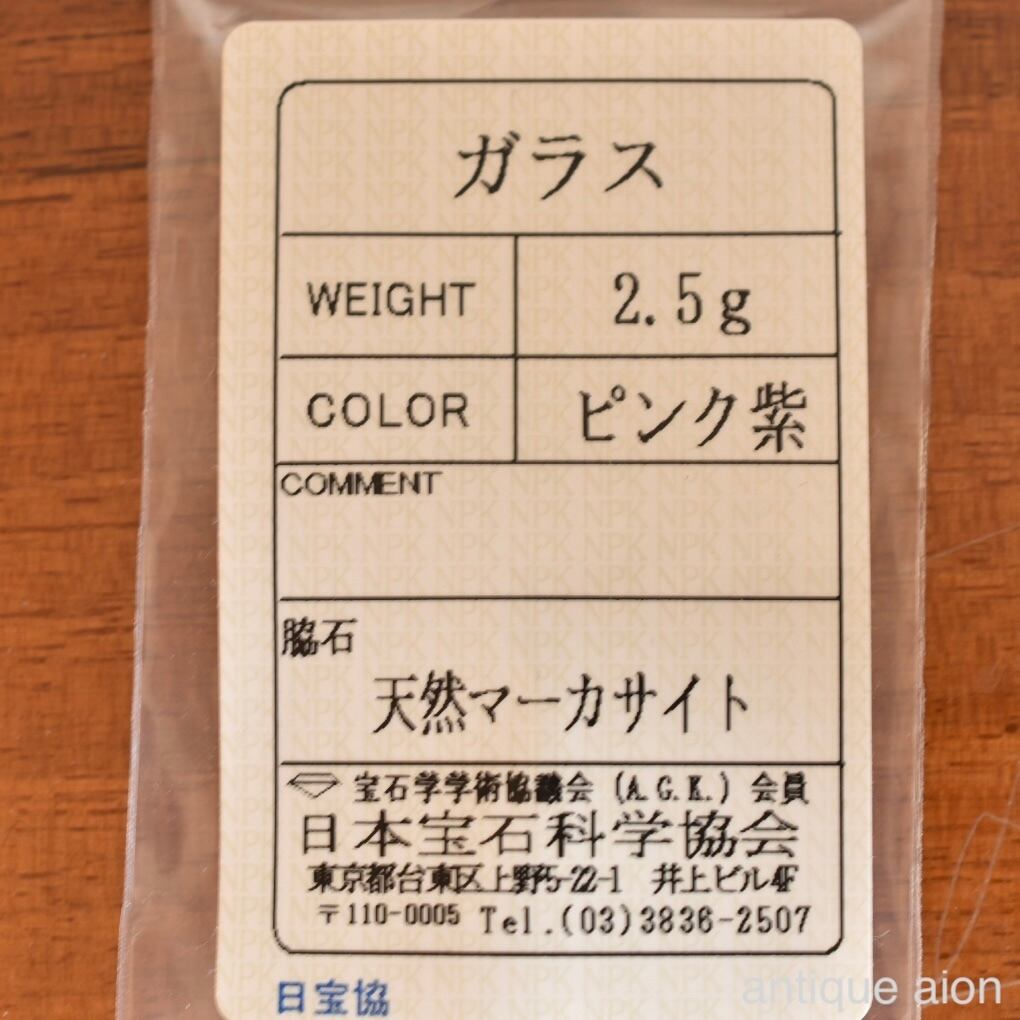 ガラス
WEIGHT 2.5g
COLOR ピンク紫
COMMENT
脇石
天然マーカサイト
宝石学学術協議会 (A.G.K.) 会員
日本宝石科学協会
東京都台東区上野5-22-1 井上ビル4F
〒110-0005 Tel.(03)3836-2507
日宝協
antique aion